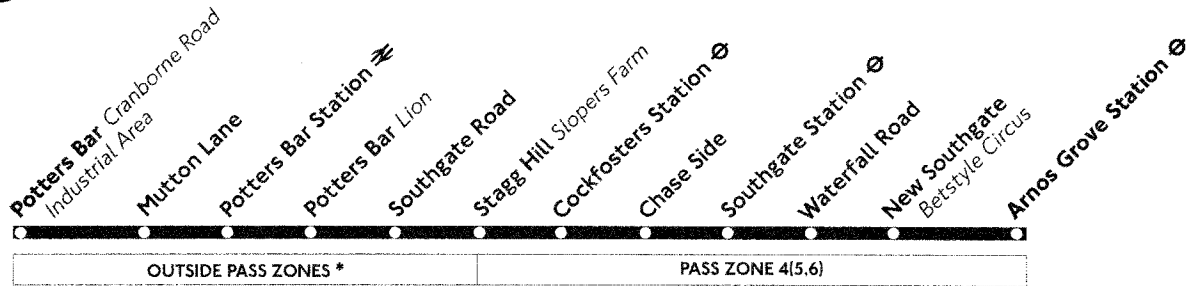 Potters Bar Cranborne Road
Industrial Area
Mutton Lane
Potters Bar Station
Potters Bar Lion
Southgate Road
Stagg Hill Slopers Farm
Cockfosters Station
Chase Side
Southgate Station
Waterfall Road
New Southgate
Betstyle Circus
Arnos Grove Station
OUTSIDE PASS ZONES *
PASS ZONE 4(5.6)